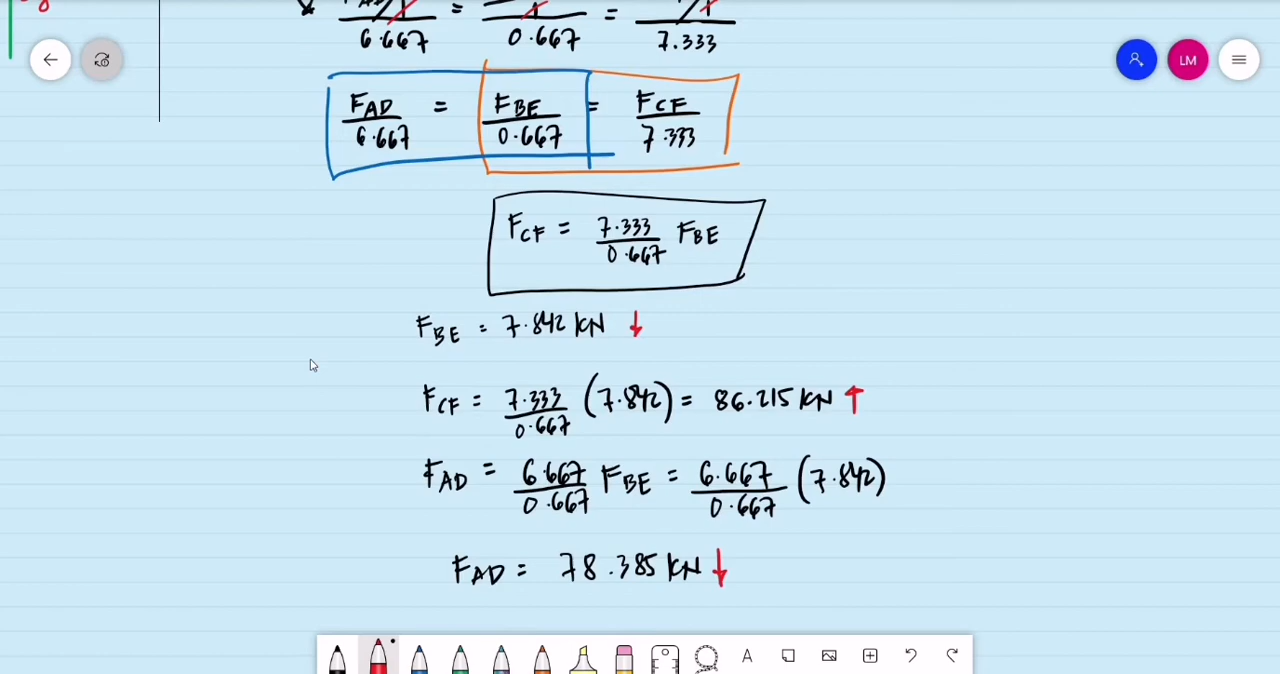 6.667 = 0.667 = 7.333
F_AD/6.667 = F_BE/0.667 = F_CF/7.333
F_CF = 7.333/0.667 F_BE
F_BE = 7.842 KN ↓
F_CF = 7.333/0.667 (7.842) = 86.215 KN ↑
F_AD = 6.667/0.667 F_BE = 6.667/0.667 (7.842)
F_AD = 78.385 KN ↓
LM
A